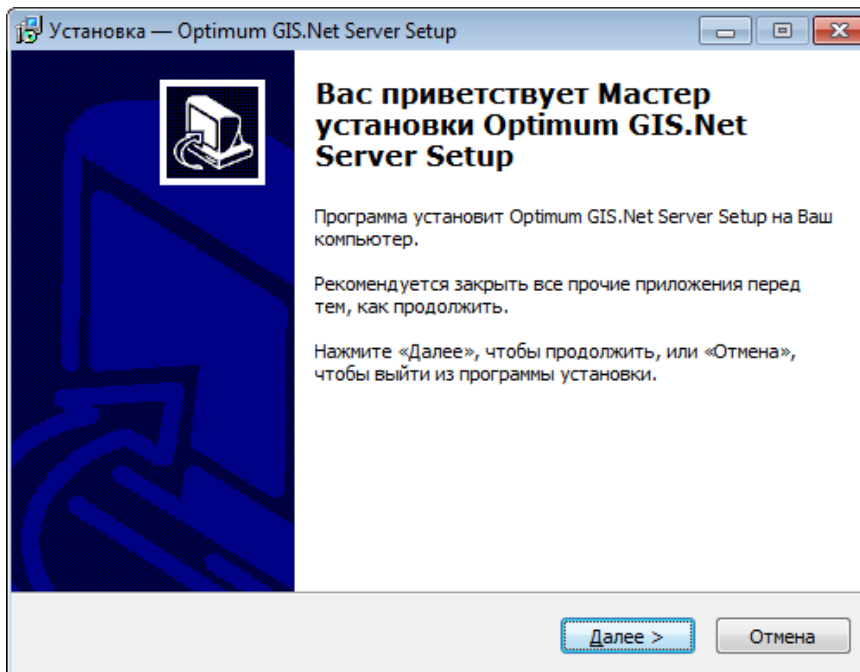 Установка — Optimum GIS.Net Server Setup
Вас приветствует Мастер
установки Optimum GIS.Net
Server Setup
Программа установит Optimum GIS.Net Server Setup на Ваш
компьютер.
Рекомендуется закрыть все прочие приложения перед
тем, как продолжить.
Нажмите «Далее», чтобы продолжить, или «Отмена»,
чтобы выйти из программы установки.
Далее >
Отмена